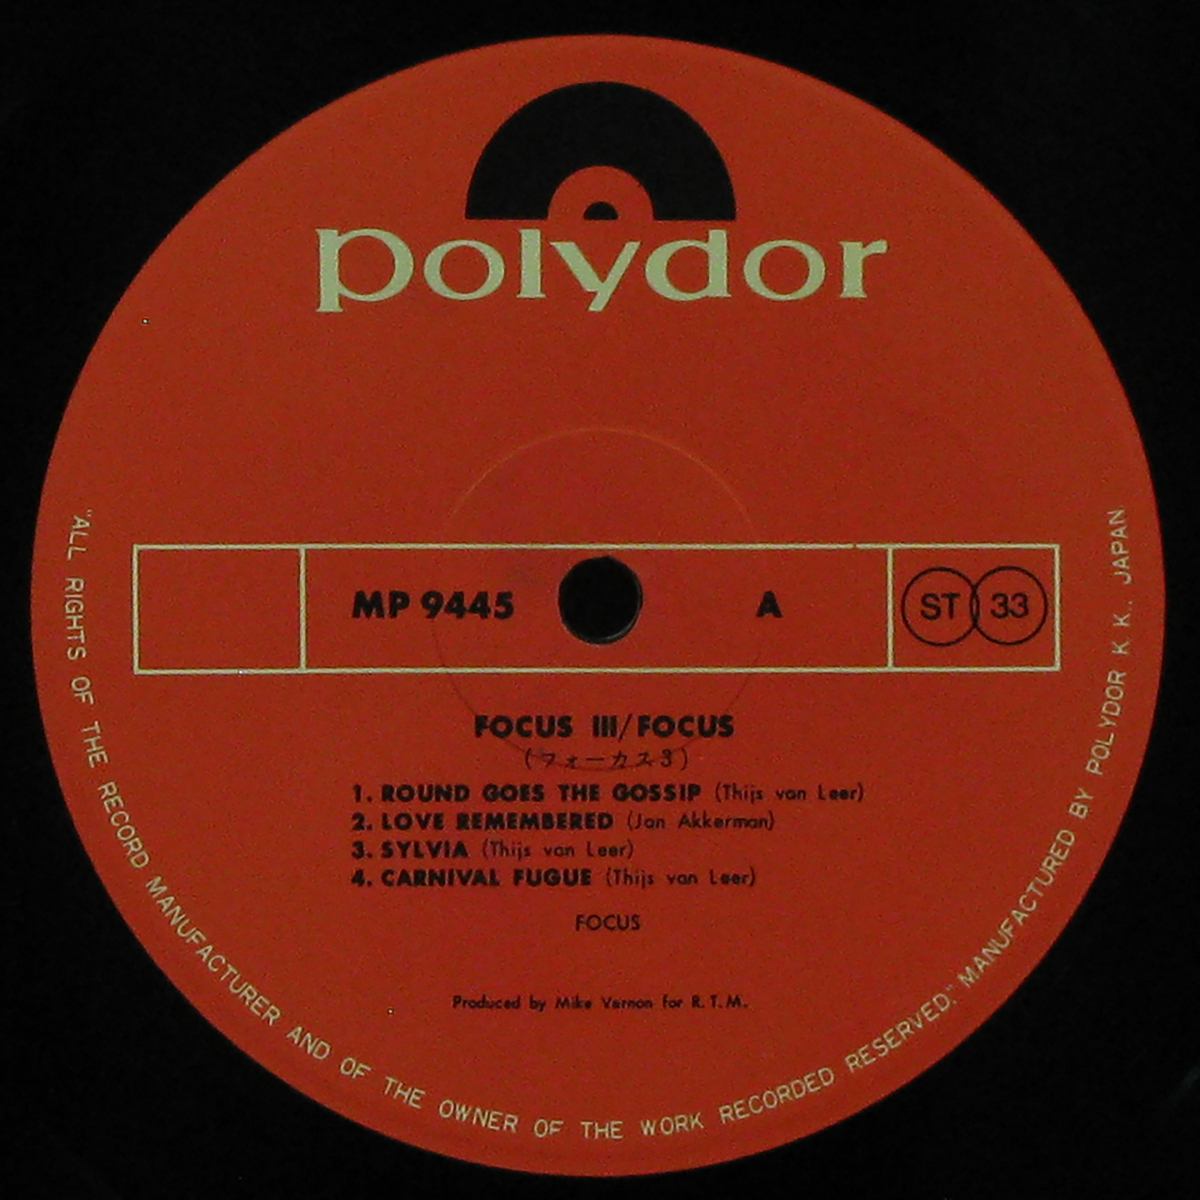 polydor
MP 9445
A
ST 33
FOCUS III/FOCUS
(フォーカス3)
1. ROUND GOES THE GOSSIP (Thijs van Leer)
2. LOVE REMEMBERED (Jan Akkerman)
3. SYLVIA (Thijs van Leer)
4. CARNIVAL FUGUE (Thijs van Leer)
FOCUS
Produced by Mike Vernon for R.T.M.
"ALL RIGHTS OF THE RECORD MANUFACTURER AND OF THE OWNER OF THE WORK RECORDED RESERVED." MANUFACTURED BY POLYDOR K.K., JAPAN